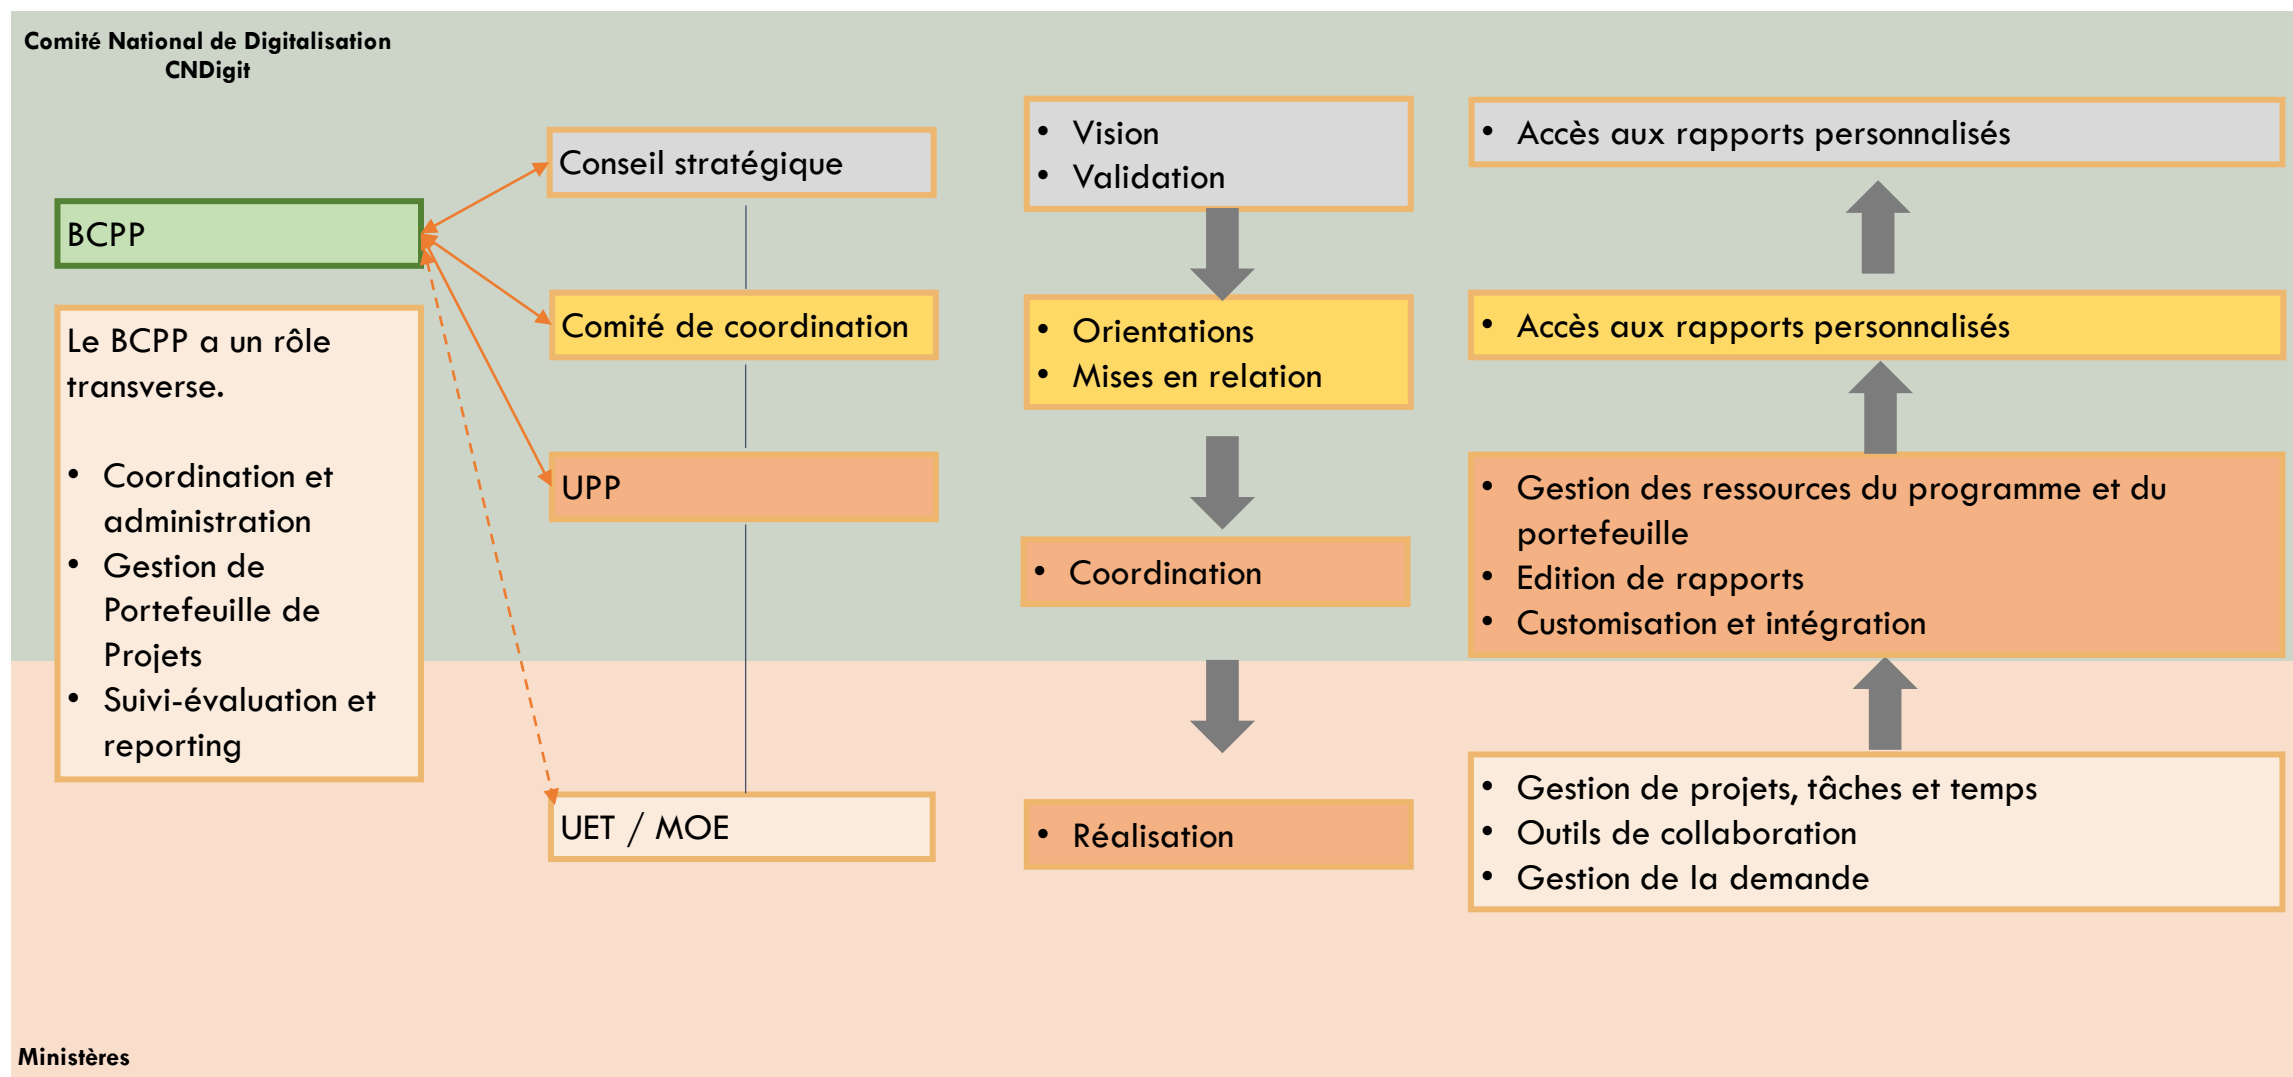 Comité National de Digitalisation
CNDigit
BCPP
Le BCPP a un rôle
transverse.
• Coordination et
administration
• Gestion de
Portefeuille de
Projets
• Suivi-évaluation et
reporting
Conseil stratégique
Comité de coordination
UPP
UET / MOE
• Vision
• Validation
• Orientations
• Mises en relation
• Coordination
• Réalisation
• Accès aux rapports personnalisés
• Accès aux rapports personnalisés
• Gestion des ressources du programme et du
portefeuille
• Edition de rapports
• Customisation et intégration
• Gestion de projets, tâches et temps
• Outils de collaboration
• Gestion de la demande
Ministères